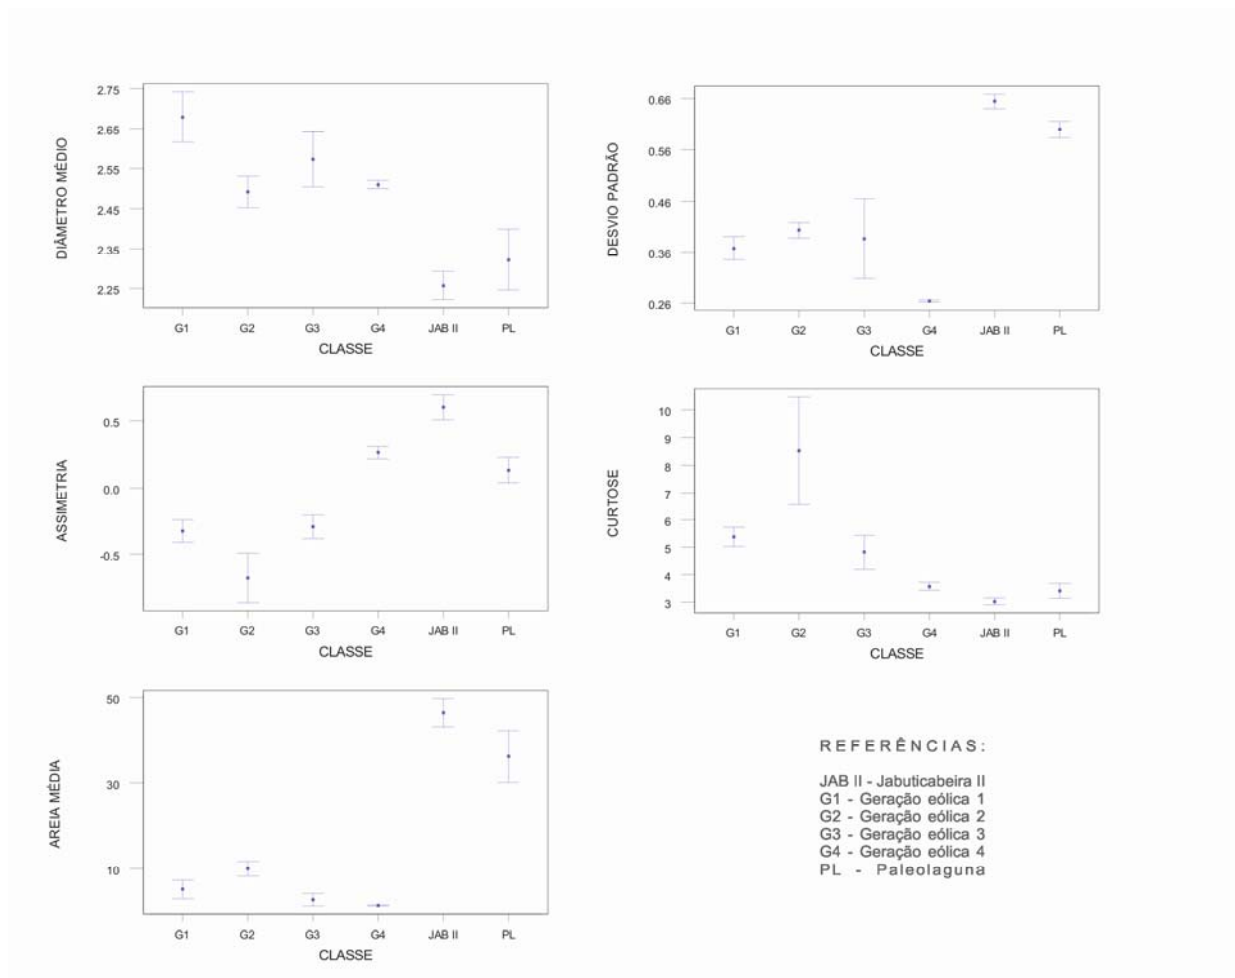 DIÂMETRO MÉDIO
2.75
2.65
2.55
2.45
2.35
2.25
G1 G2 G3 G4 JAB II PL
CLASSE
DESVIO PADRÃO
0.66
0.56
0.46
0.36
0.26
G1 G2 G3 G4 JAB II PL
CLASSE
ASSIMETRIA
0.5
0.0
-0.5
G1 G2 G3 G4 JAB II PL
CLASSE
CURTOSE
10
9
8
7
6
5
4
3
G1 G2 G3 G4 JAB II PL
CLASSE
AREIA MÉDIA
50
30
10
G1 G2 G3 G4 JAB II PL
CLASSE
REFERÊNCIAS:
JAB II - Jabuticabeira II
G1 - Geração eólica 1
G2 - Geração eólica 2
G3 - Geração eólica 3
G4 - Geração eólica 4
PL - Paleolaguna